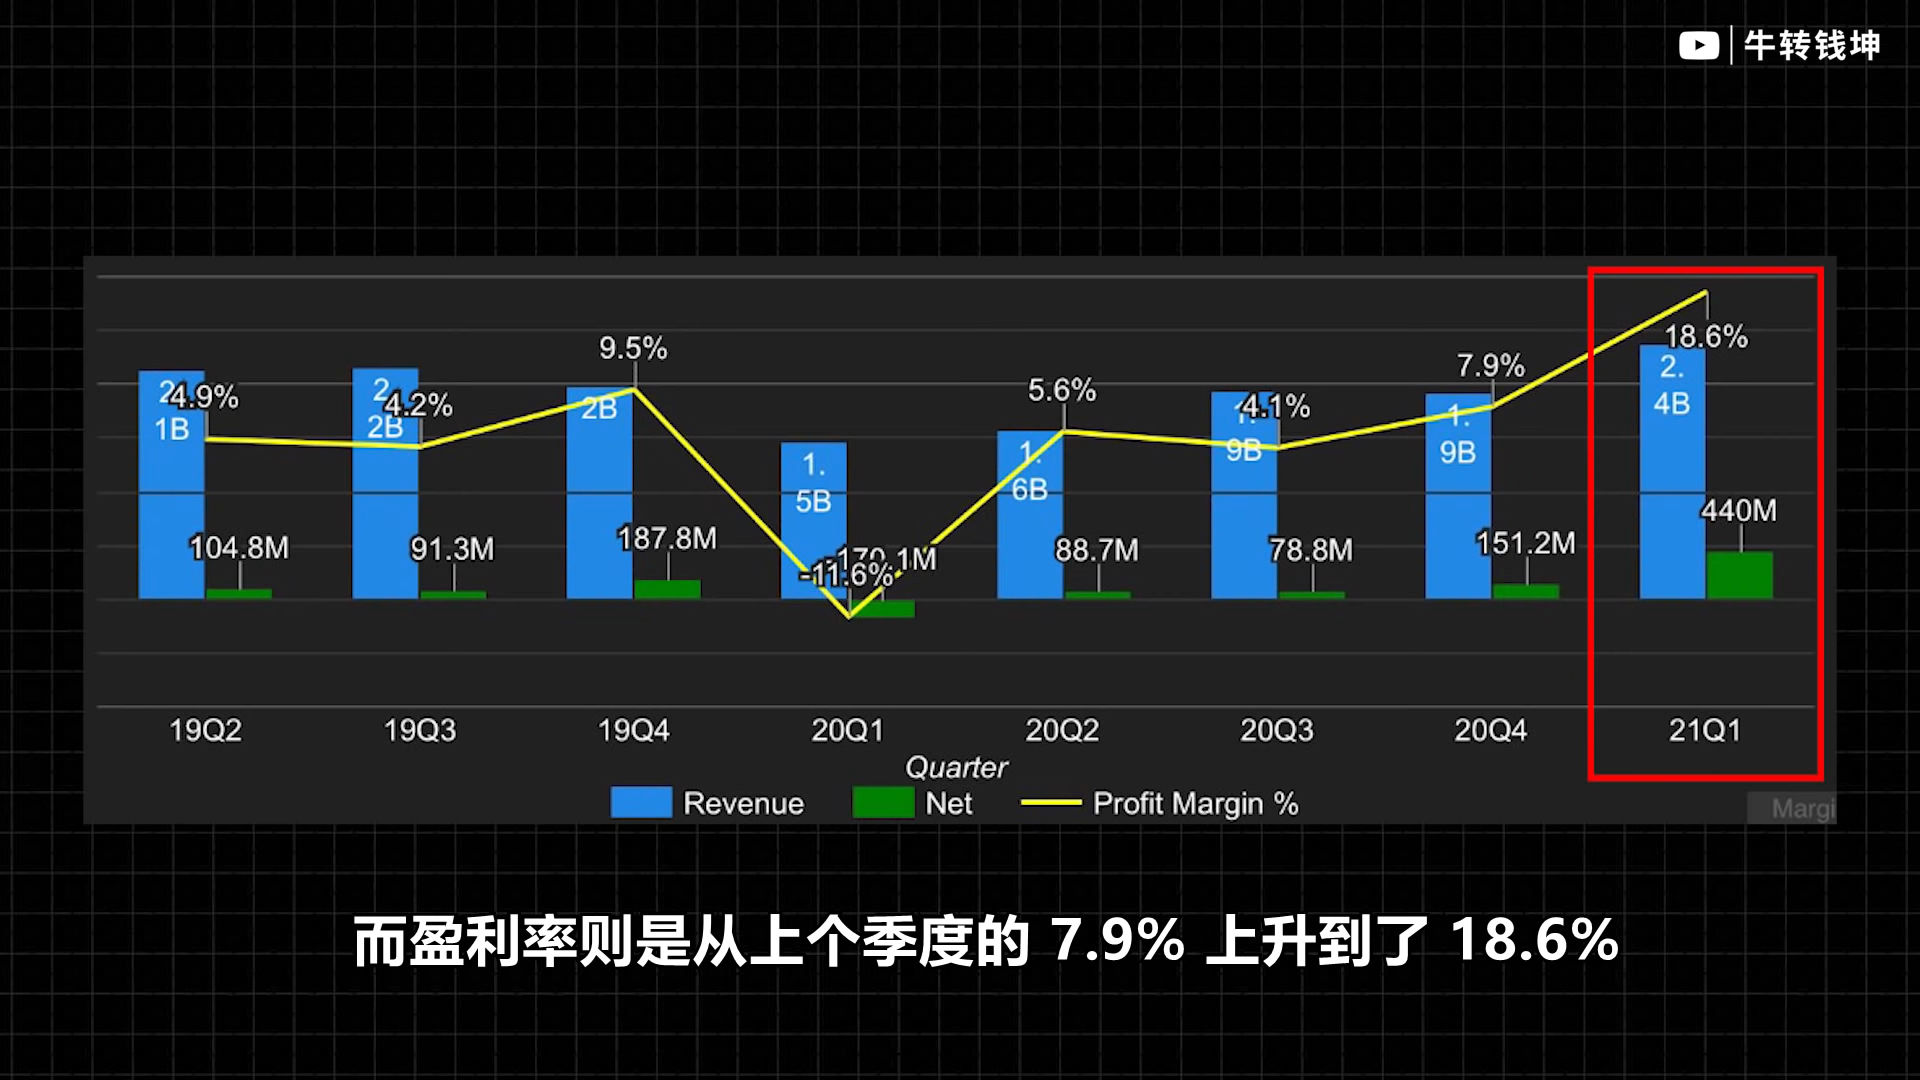 牛转钱坤
9.5%
18.6%
7.9%
2.
4B
5.6%
4.9%
4.2%
4.1%
1B
2B
2B
1.
5B
1.
6B
9B
1.
9B
440M
104.8M
91.3M
187.8M
-11.6%
88.7M
78.8M
151.2M
19Q2 19Q3 19Q4 20Q1 20Q2 20Q3 20Q4 21Q1
Quarter
Revenue Net Profit Margin %
Margi
而盈利率则是从上个季度的 7.9% 上升到了 18.6%